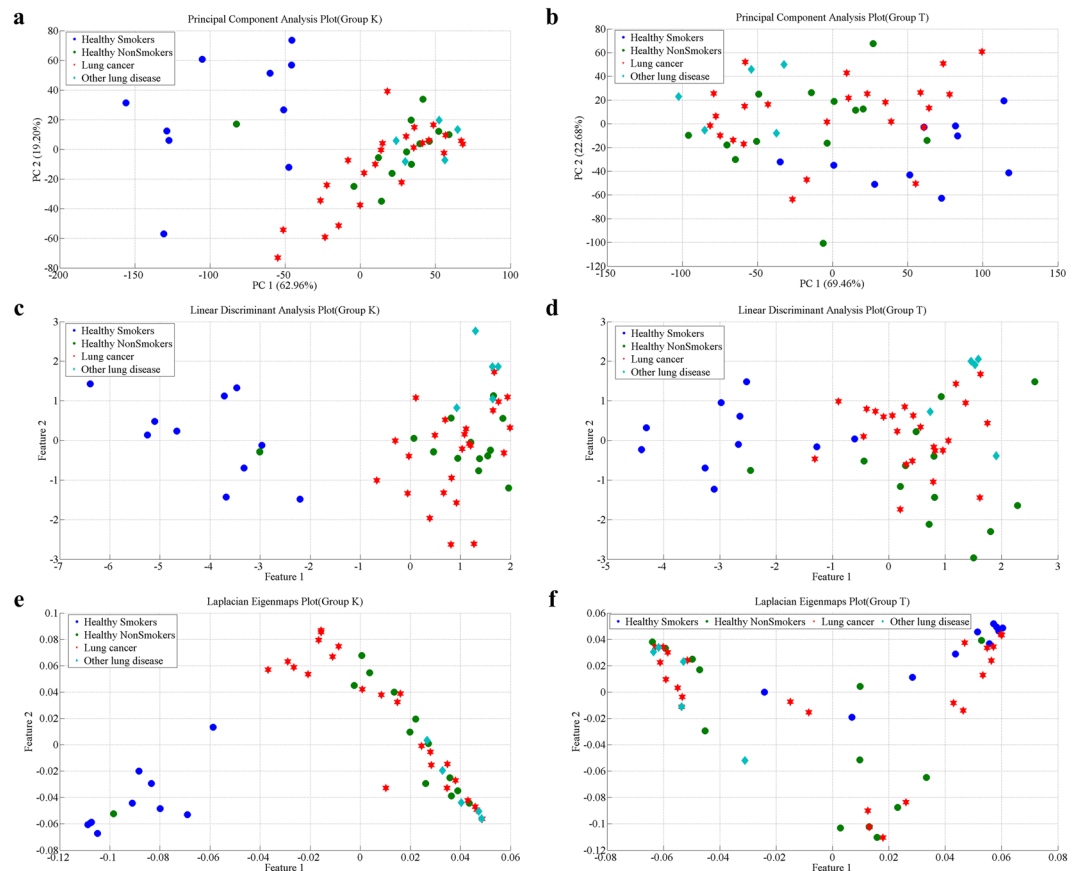 a
Principal Component Analysis Plot(Group K)
Healthy Smokers
Healthy NonSmokers
Lung cancer
Other lung disease
80
60
40
20
0
-20
-40
-60
-80
PC 2 (19.20%)
-200
-150
-100
-50
0
50
100
PC 1 (62.96%)
b
Principal Component Analysis Plot(Group T)
Healthy Smokers
Healthy NonSmokers
Lung cancer
Other lung disease
80
60
40
20
0
-20
-40
-60
-80
-100
-120
PC 2 (22.68%)
-150
-100
-50
0
50
100
150
PC 1 (69.46%)
c
Linear Discriminant Analysis Plot(Group K)
Healthy Smokers
Healthy NonSmokers
Lung cancer
Other lung disease
3
2
1
0
-1
-2
-3
Feature 2
-7
-6
-5
-4
-3
-2
-1
0
1
2
Feature 1
d
Linear Discriminant Analysis Plot(Group T)
Healthy Smokers
Healthy NonSmokers
Lung cancer
Other lung disease
3
2
1
0
-1
-2
-3
Feature 2
-5
-4
-3
-2
-1
0
1
2
3
Feature 1
e
Laplacian Eigenmaps Plot(Group K)
Healthy Smokers
Healthy NonSmokers
Lung cancer
Other lung disease
0.1
0.08
0.06
0.04
0.02
0
-0.02
-0.04
-0.06
-0.08
Feature 2
-0.12
-0.1
-0.08
-0.06
-0.04
-0.02
0
0.02
0.04
0.06
Feature 1
f
Laplacian Eigenmaps Plot(Group T)
Healthy Smokers Healthy NonSmokers Lung cancer Other lung disease
0.06
0.04
0.02
0
-0.02
-0.04
-0.06
-0.08
-0.1
-0.12
Feature 2
-0.08
-0.06
-0.04
-0.02
0
0.02
0.04
0.06
0.08
Feature 1